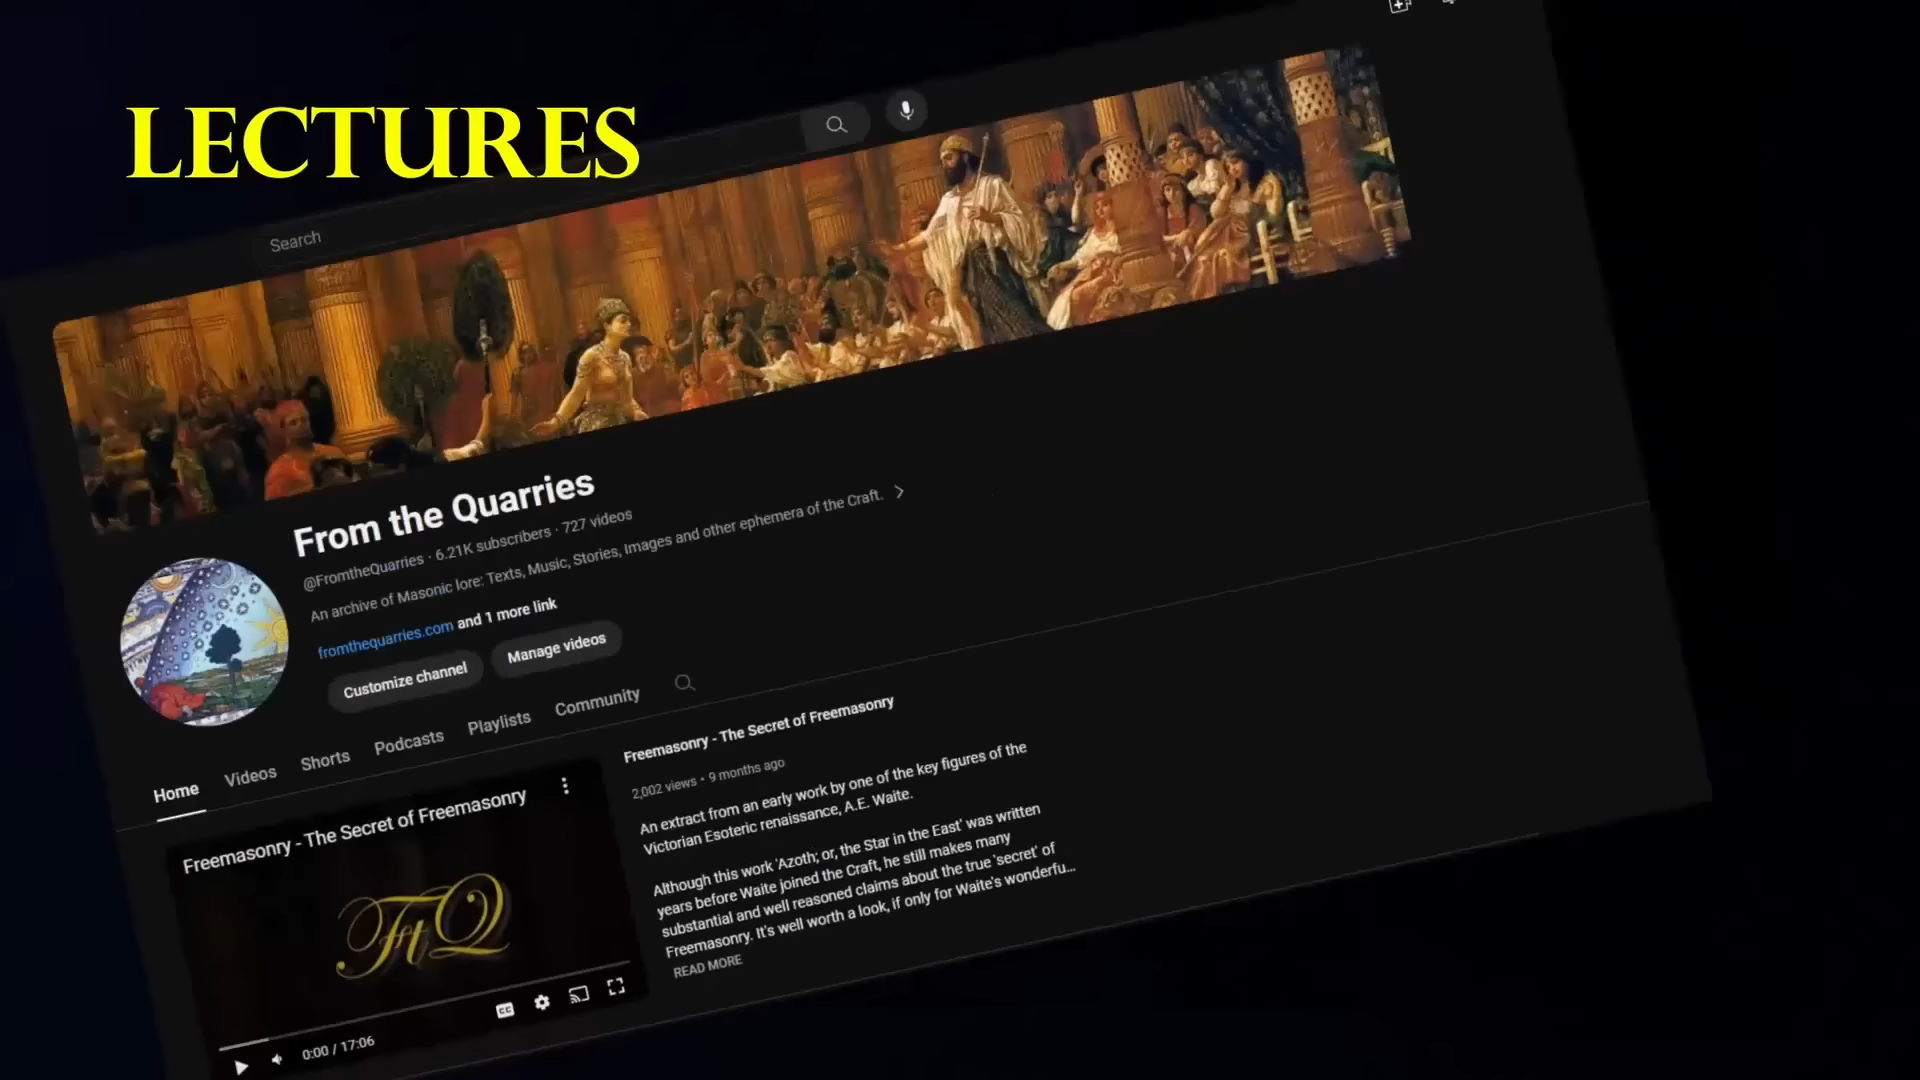 LECTURES
Search
From the Quarries
@FromtheQuarries · 6.21K subscribers · 727 videos
An archive of Masonic lore: Texts, Music, Stories, Images and other ephemera of the Craft.
fromthequarries.com and 1 more link
Customize channel
Manage videos
Home
Videos
Shorts
Podcasts
Playlists
Community
Freemasonry - The Secret of Freemasonry
FtQ
CC
0:00 / 17:06
Freemasonry - The Secret of Freemasonry
2,002 views • 9 months ago
An extract from an early work by one of the key figures of the
Victorian Esoteric renaissance, A.E. Waite.
Although this work 'Azoth; or, the Star in the East' was written
years before Waite joined the Craft, he still makes many
substantial and well reasoned claims about the true 'secret' of
Freemasonry. It's well worth a look, if only for Waite's wonderfu...
READ MORE